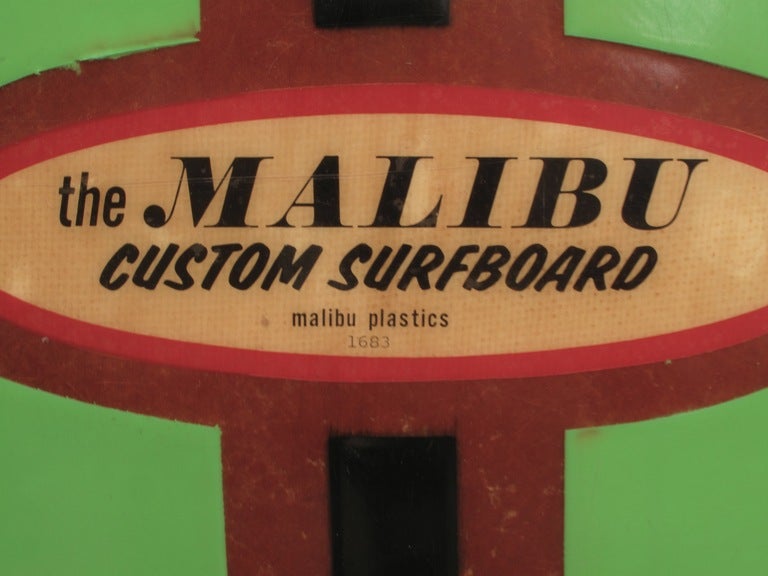 the MALIBU
CUSTOM SURFBOARD
malibu plastics
1683